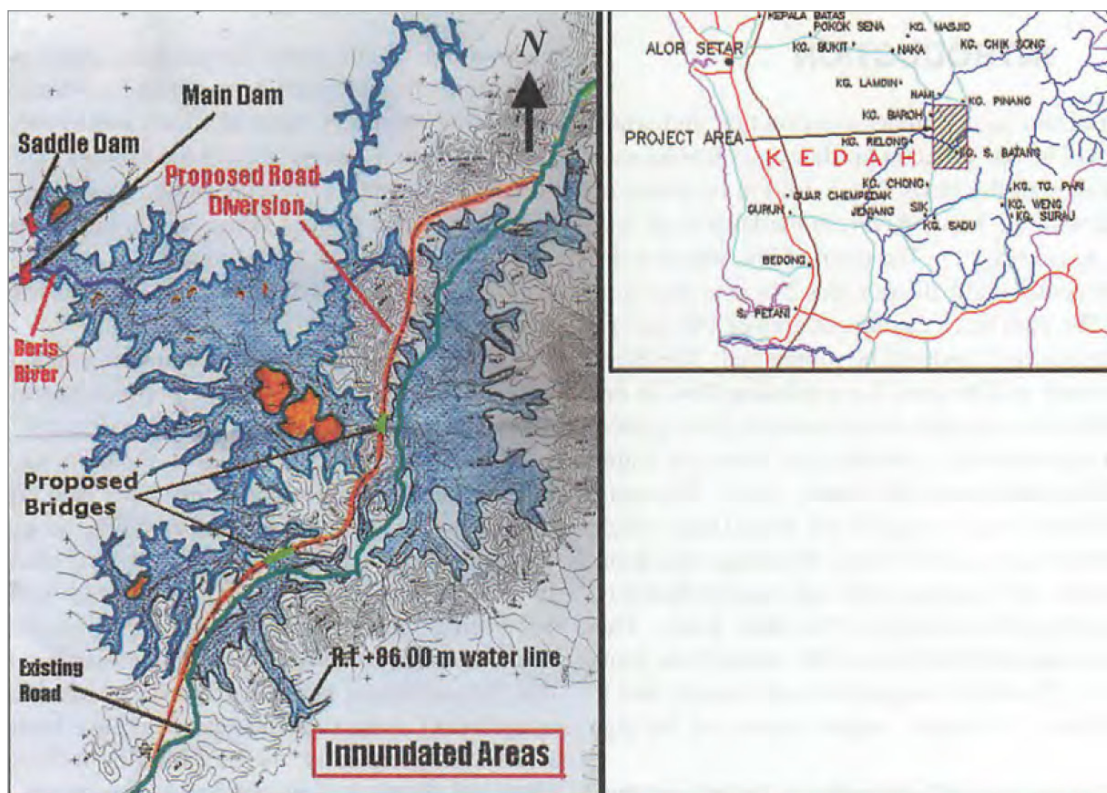 N
Main Dam
Saddle Dam
Proposed Road
Diversion
Beris
River
Proposed
Bridges
Existing
Road
R.L +86.00 m water line
Innundated Areas
KEPALA BATAS
POKOK SENA
KG. MASJID
ALOR SETAR
KG. BUKIT
NAKA
KG. CHIK SONG
KG. LAMDIN
NAMI
KG. PINANG
KG. BAROH
PROJECT AREA
KG. RELONG
KEDAH
KG. S. BATANG
KG. CHONG
KG. TG. PARI
GUAR CHEMPEDAK
KG. WENG
GURUN
JENIANG
SIK
KG. SURAJ
KG. SADU
BEDONG
S. PETANI